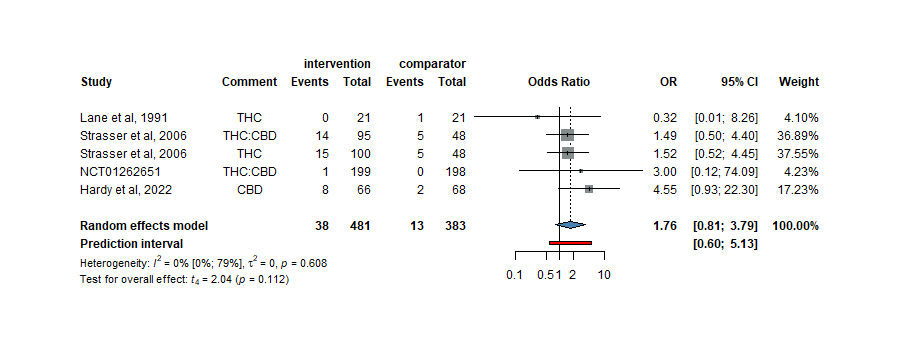 intervention comparator
Study Comment Events Total Events Total Odds Ratio OR 95% CI Weight
Lane et al, 1991 THC 0 21 1 21 0.32 [0.01; 8.26] 4.10%
Strasser et al, 2006 THC:CBD 14 95 5 48 1.49 [0.50; 4.40] 36.89%
Strasser et al, 2006 THC 15 100 5 48 1.52 [0.52; 4.45] 37.55%
NCT01262651 THC:CBD 1 199 0 198 3.00 [0.12; 74.09] 4.23%
Hardy et al, 2022 CBD 8 66 2 68 4.55 [0.93; 22.30] 17.23%
Random effects model 38 481 13 383 1.76 [0.81; 3.79] 100.00%
Prediction interval [0.60; 5.13]
Heterogeneity: I² = 0% [0%; 79%], τ² = 0, p = 0.608
Test for overall effect: t₄ = 2.04 (p = 0.112)
0.1 0.5 1 2 10